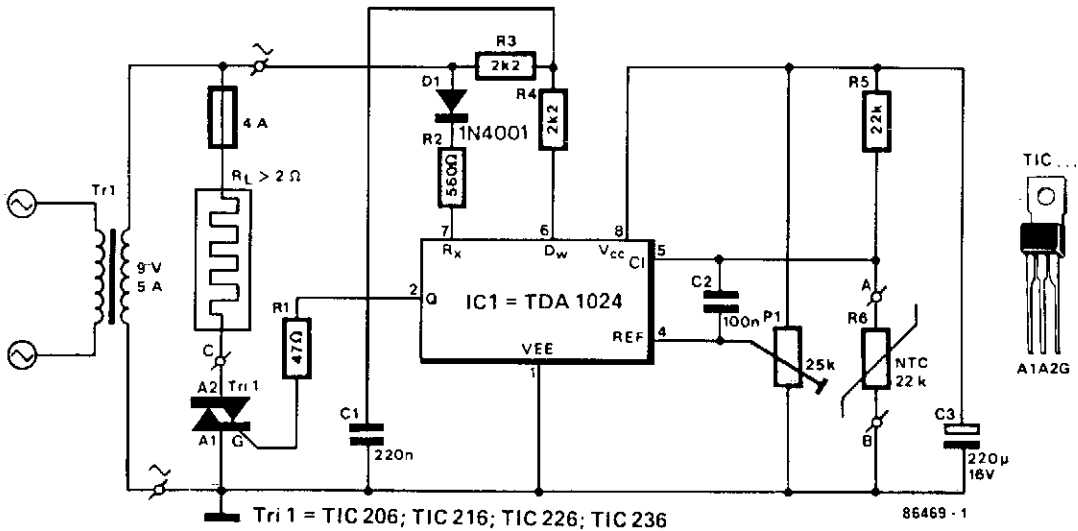 R3
2k2
D1
R4
2k2
1N4001
R2
560Ω
4A
RL > 2 Ω
Tr1
9 V
5 A
R1
47Ω
C
A2
Tri 1
A1
G
C1
220n
7
6
8
RX
DW
VCC
CI
5
2
Q
IC1 = TDA 1024
REF
4
VEE
1
C2
100n
P1
25k
R5
22k
A
R6
NTC
22 k
B
C3
220µ
16V
TIC ...
A1A2G
86469 - 1
Tri 1 = TIC 206; TIC 216; TIC 226; TIC 236